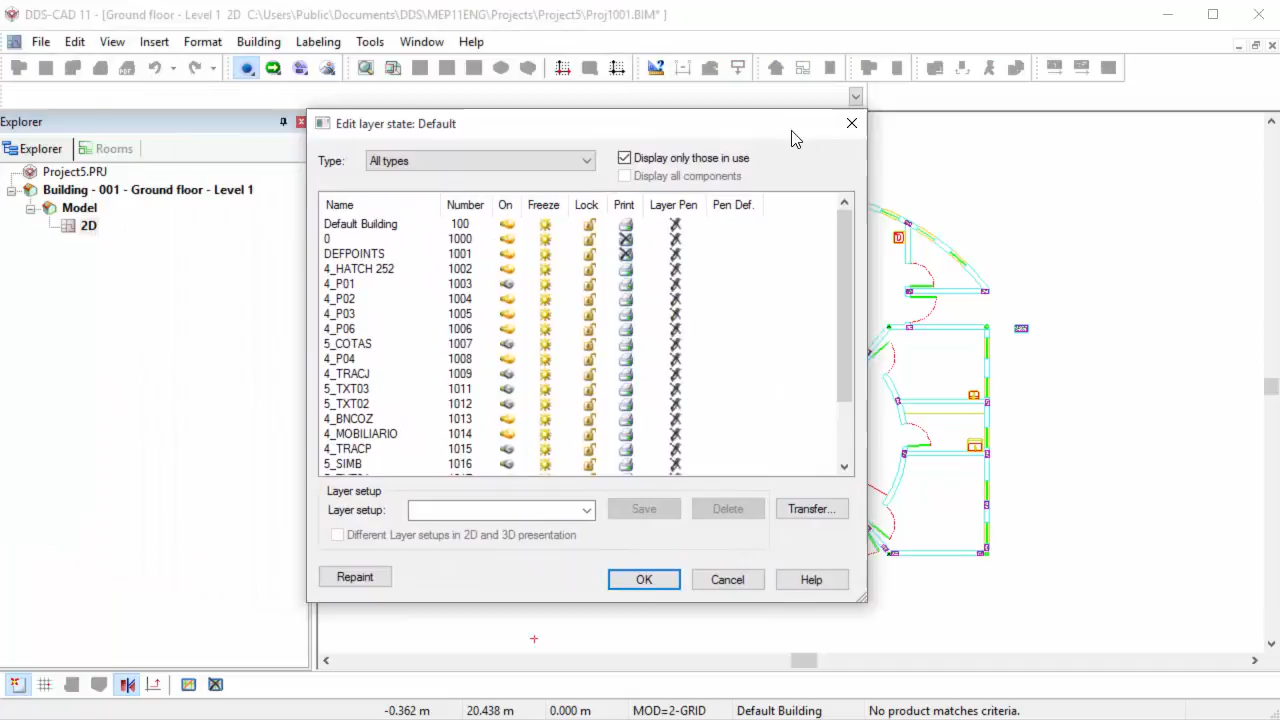 DDS-CAD 11 - [Ground floor - Level 1  2D  C:\Users\Public\Documents\DDS\MEP11ENG\Projects\Project5\Proj1001.BIM* ]
File Edit View Insert Format Building Labeling Tools Window Help
Explorer
Explorer Rooms
Project5.PRJ
Building - 001 - Ground floor - Level 1
Model
2D
Edit layer state: Default
Type: All types Display only those in use
Display all components
Name Number On Freeze Lock Print Layer Pen Pen Def.
Default Building 100
0 1000
DEFPOINTS 1001
4_HATCH 252 1002
4_P01 1003
4_P02 1004
4_P03 1005
4_P06 1006
5_COTAS 1007
4_P04 1008
4_TRACJ 1009
5_TXT03 1011
5_TXT02 1012
4_BNCOZ 1013
4_MOBILIARIO 1014
4_TRACP 1015
5_SIMB 1016
Layer setup
Layer setup: Save Delete Transfer...
Different Layer setups in 2D and 3D presentation
Repaint OK Cancel Help
-0.362 m 20.438 m 0.000 m MOD=2-GRID Default Building No product matches criteria.